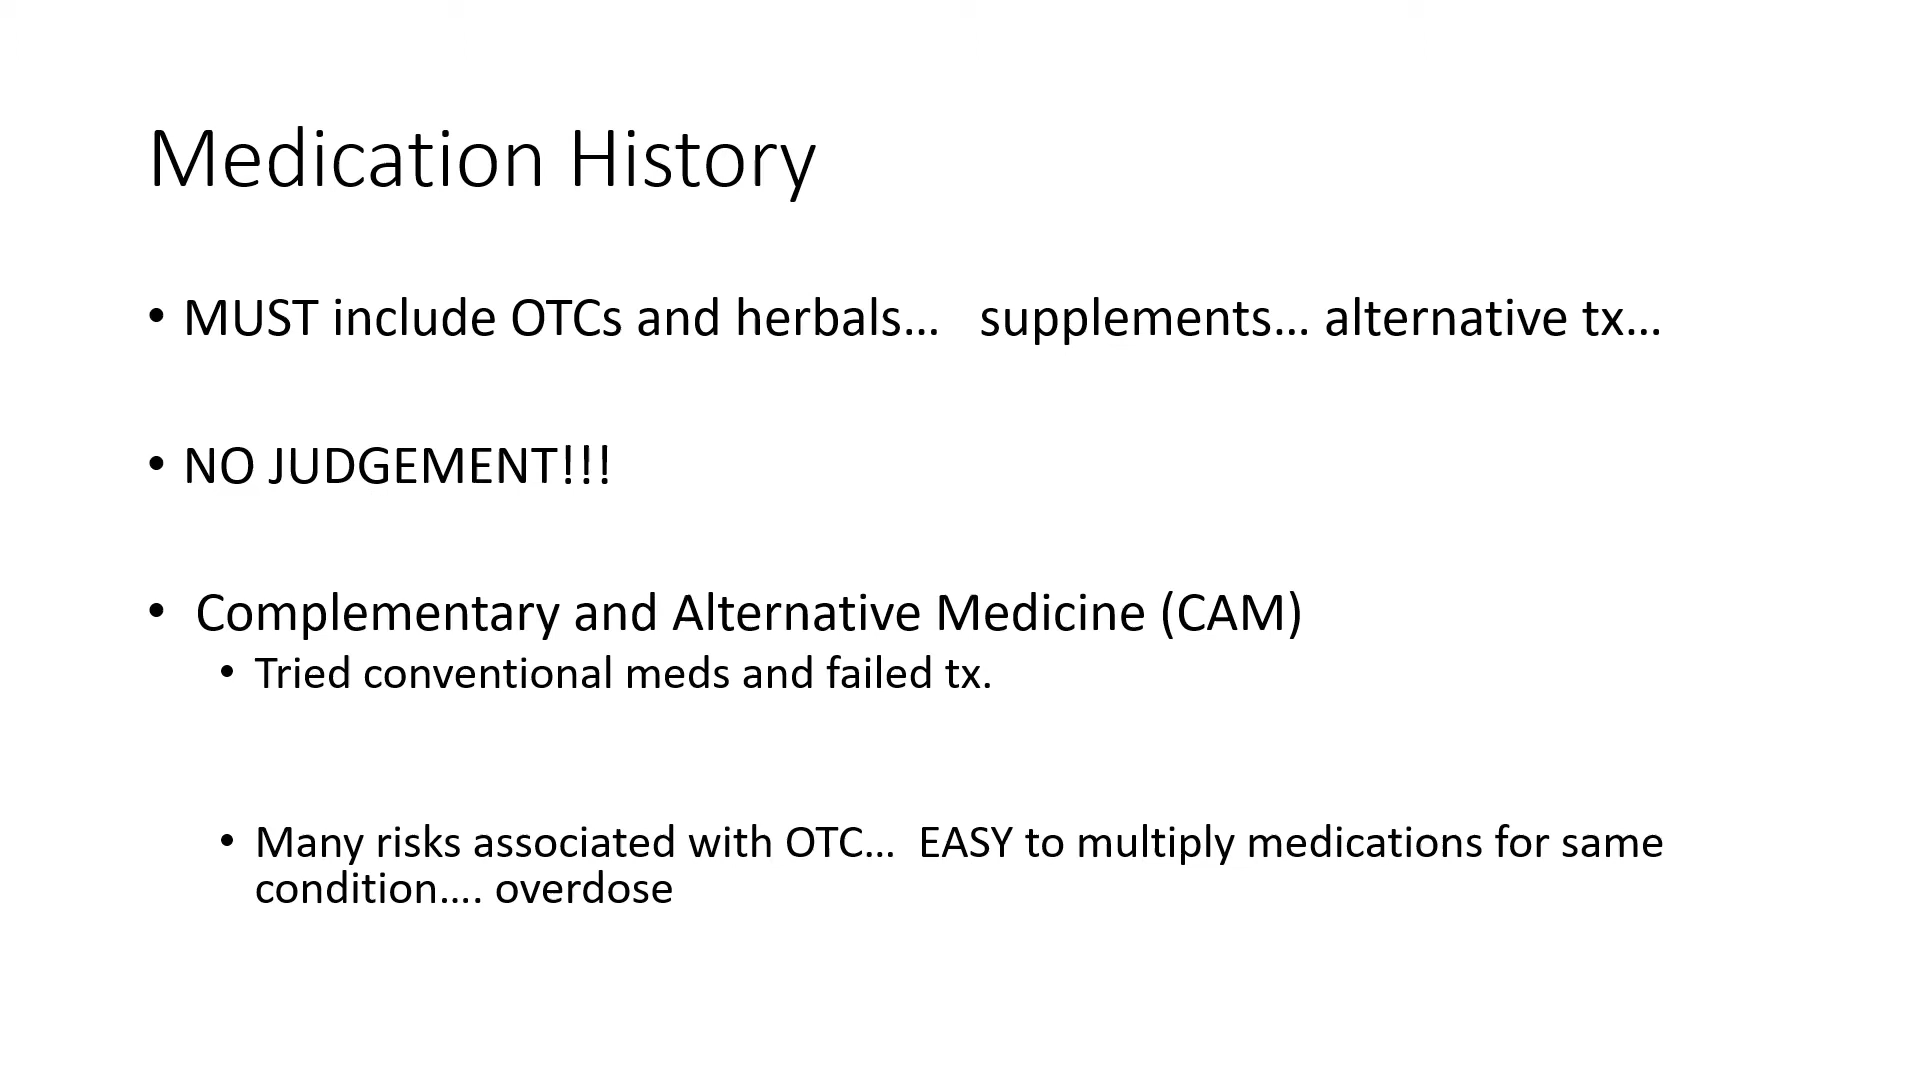 Medication History
• MUST include OTCs and herbals…   supplements… alternative tx…
• NO JUDGEMENT!!!
• Complementary and Alternative Medicine (CAM)
• Tried conventional meds and failed tx.
• Many risks associated with OTC…  EASY to multiply medications for same
condition…. overdose